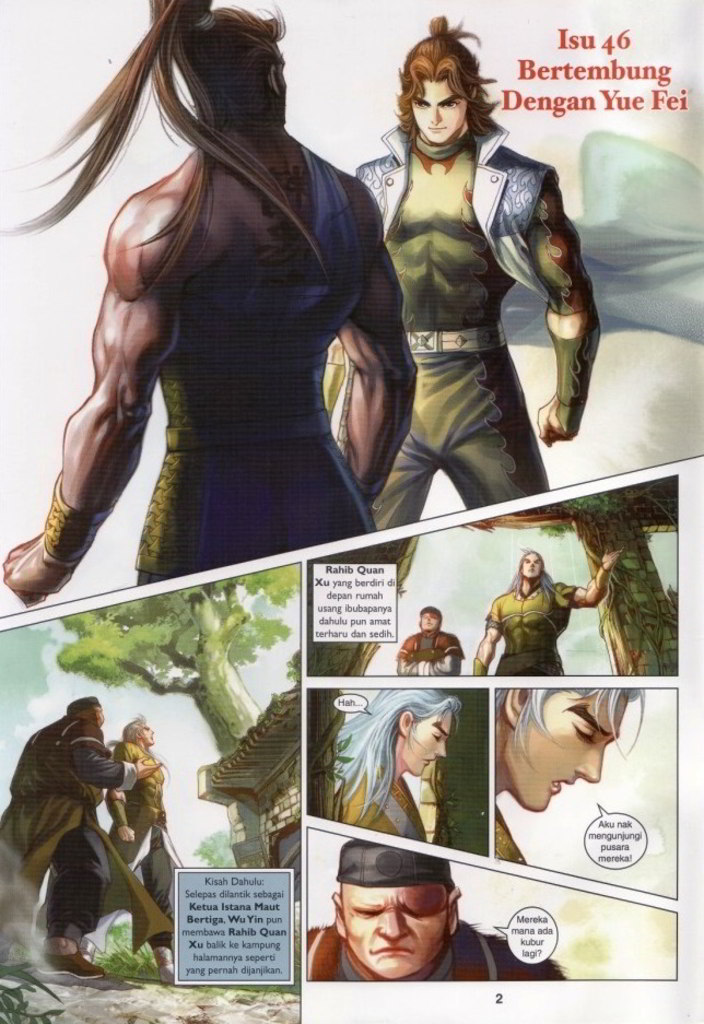 Isu 46
Bertembung
Dengan Yue Fei
Rahib Quan
Xu yang berdiri di
depan rumah
usang ibubapanya
dahulu pun amat
terharu dan sedih.
Kisah Dahulu:
Selepas dilantik sebagai
Ketua Istana Maut
Bertiga, Wu Yin pun
membawa Rahib Quan
Xu balik ke kampung
halamannya seperti
yang pernah dijanjikan.
Hah...
Aku nak
mengunjungi
pusara
mereka!
Mereka
mana ada
kubur
lagi?
2